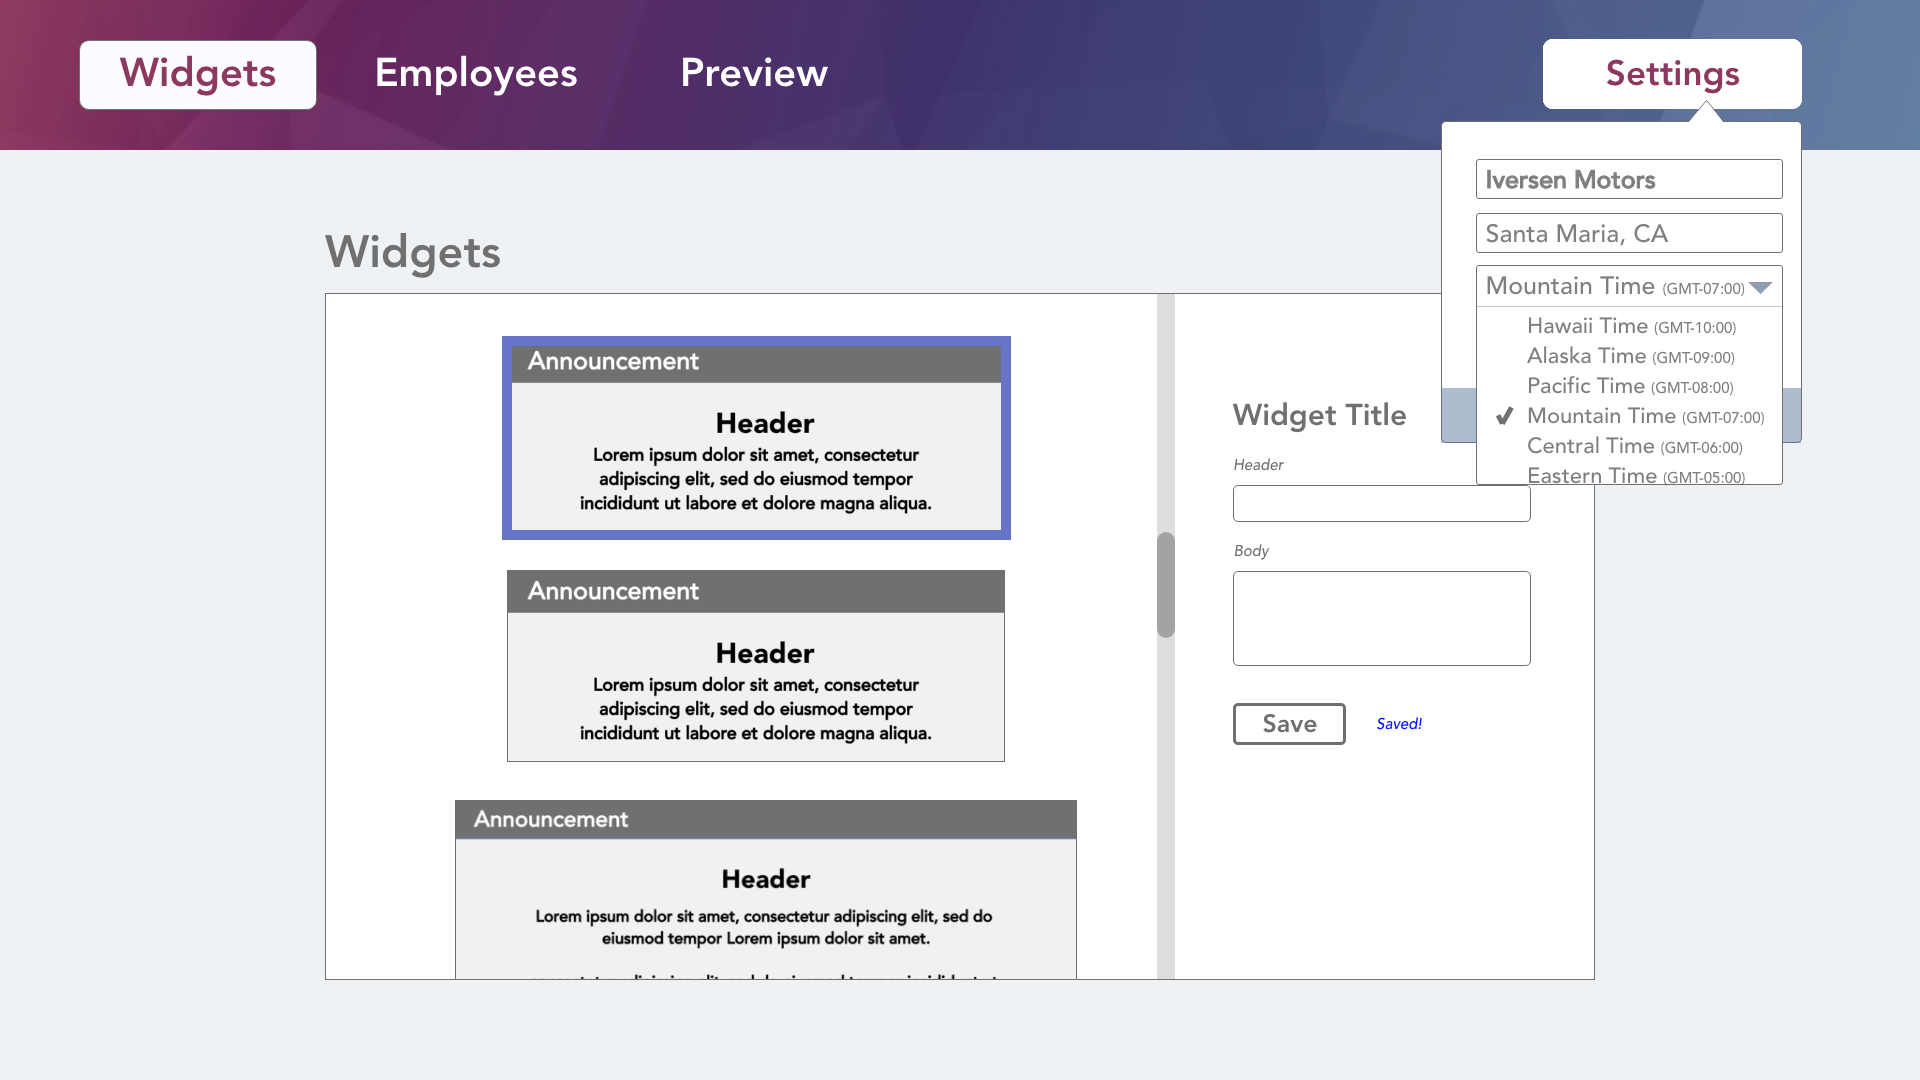 Widgets
Employees
Preview
Settings
Iversen Motors
Santa Maria, CA
Mountain Time (GMT-07:00)
Hawaii Time (GMT-10:00)
Alaska Time (GMT-09:00)
Pacific Time (GMT-08:00)
Mountain Time (GMT-07:00)
Central Time (GMT-06:00)
Eastern Time (GMT-05:00)
Widgets
Announcement
Header
Lorem ipsum dolor sit amet, consectetur
adipiscing elit, sed do eiusmod tempor
incididunt ut labore et dolore magna aliqua.
Announcement
Header
Lorem ipsum dolor sit amet, consectetur
adipiscing elit, sed do eiusmod tempor
incididunt ut labore et dolore magna aliqua.
Announcement
Header
Lorem ipsum dolor sit amet, consectetur adipiscing elit, sed do
eiusmod tempor Lorem ipsum dolor sit amet.
Widget Title
Header
Body
Save
Saved!